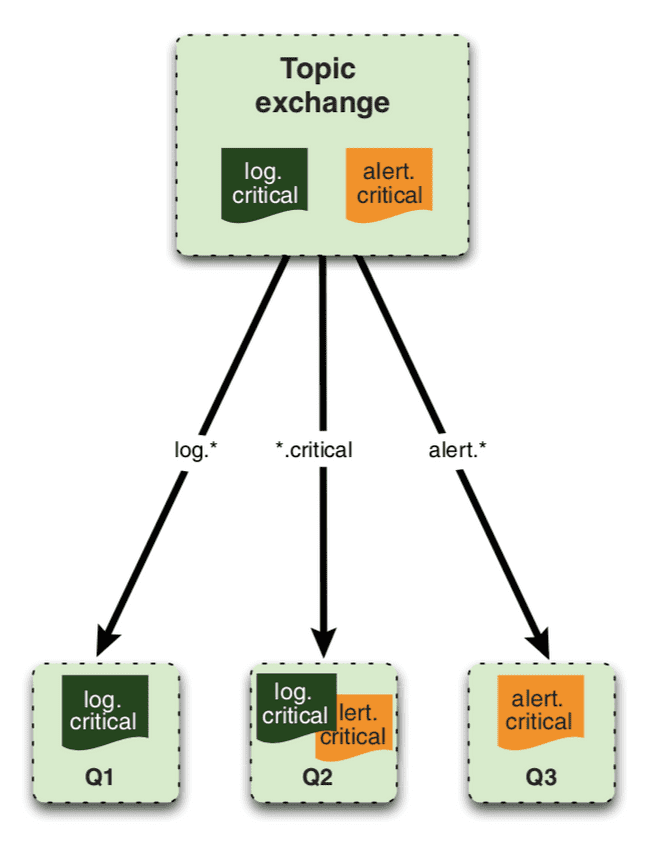 Topic
exchange
log.
critical
alert.
critical
log.*
*.critical
alert.*
log.
critical
Q1
log.
critical
lert.
critical
Q2
alert.
critical
Q3